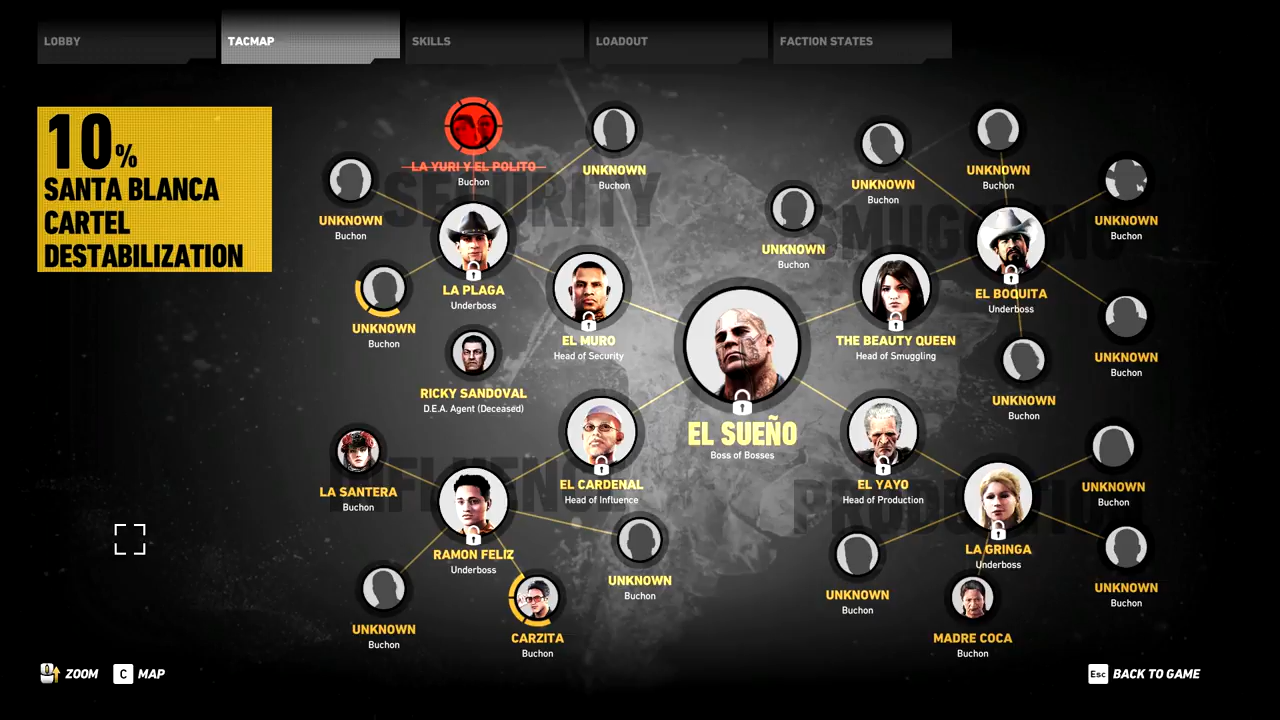 LOBBY
TACMAP
SKILLS
LOADOUT
FACTION STATES
10%
SANTA BLANCA
CARTEL
DESTABILIZATION
SECURITY
SMUGGLING
INFLUENCE
PRODUCTION
LA YURI Y EL POLITO
Buchon
UNKNOWN
Buchon
UNKNOWN
Buchon
LA PLAGA
Underboss
UNKNOWN
Buchon
EL MURO
Head of Security
RICKY SANDOVAL
D.E.A. Agent (Deceased)
UNKNOWN
Buchon
UNKNOWN
Buchon
UNKNOWN
Buchon
UNKNOWN
Buchon
EL BOQUITA
Underboss
THE BEAUTY QUEEN
Head of Smuggling
UNKNOWN
Buchon
UNKNOWN
Buchon
EL SUEÑO
Boss of Bosses
LA SANTERA
Buchon
EL CARDENAL
Head of Influence
RAMON FELIZ
Underboss
UNKNOWN
Buchon
UNKNOWN
Buchon
CARZITA
Buchon
EL YAYO
Head of Production
LA GRINGA
Underboss
UNKNOWN
Buchon
UNKNOWN
Buchon
UNKNOWN
Buchon
MADRE COCA
Buchon
ZOOM
C MAP
Esc BACK TO GAME